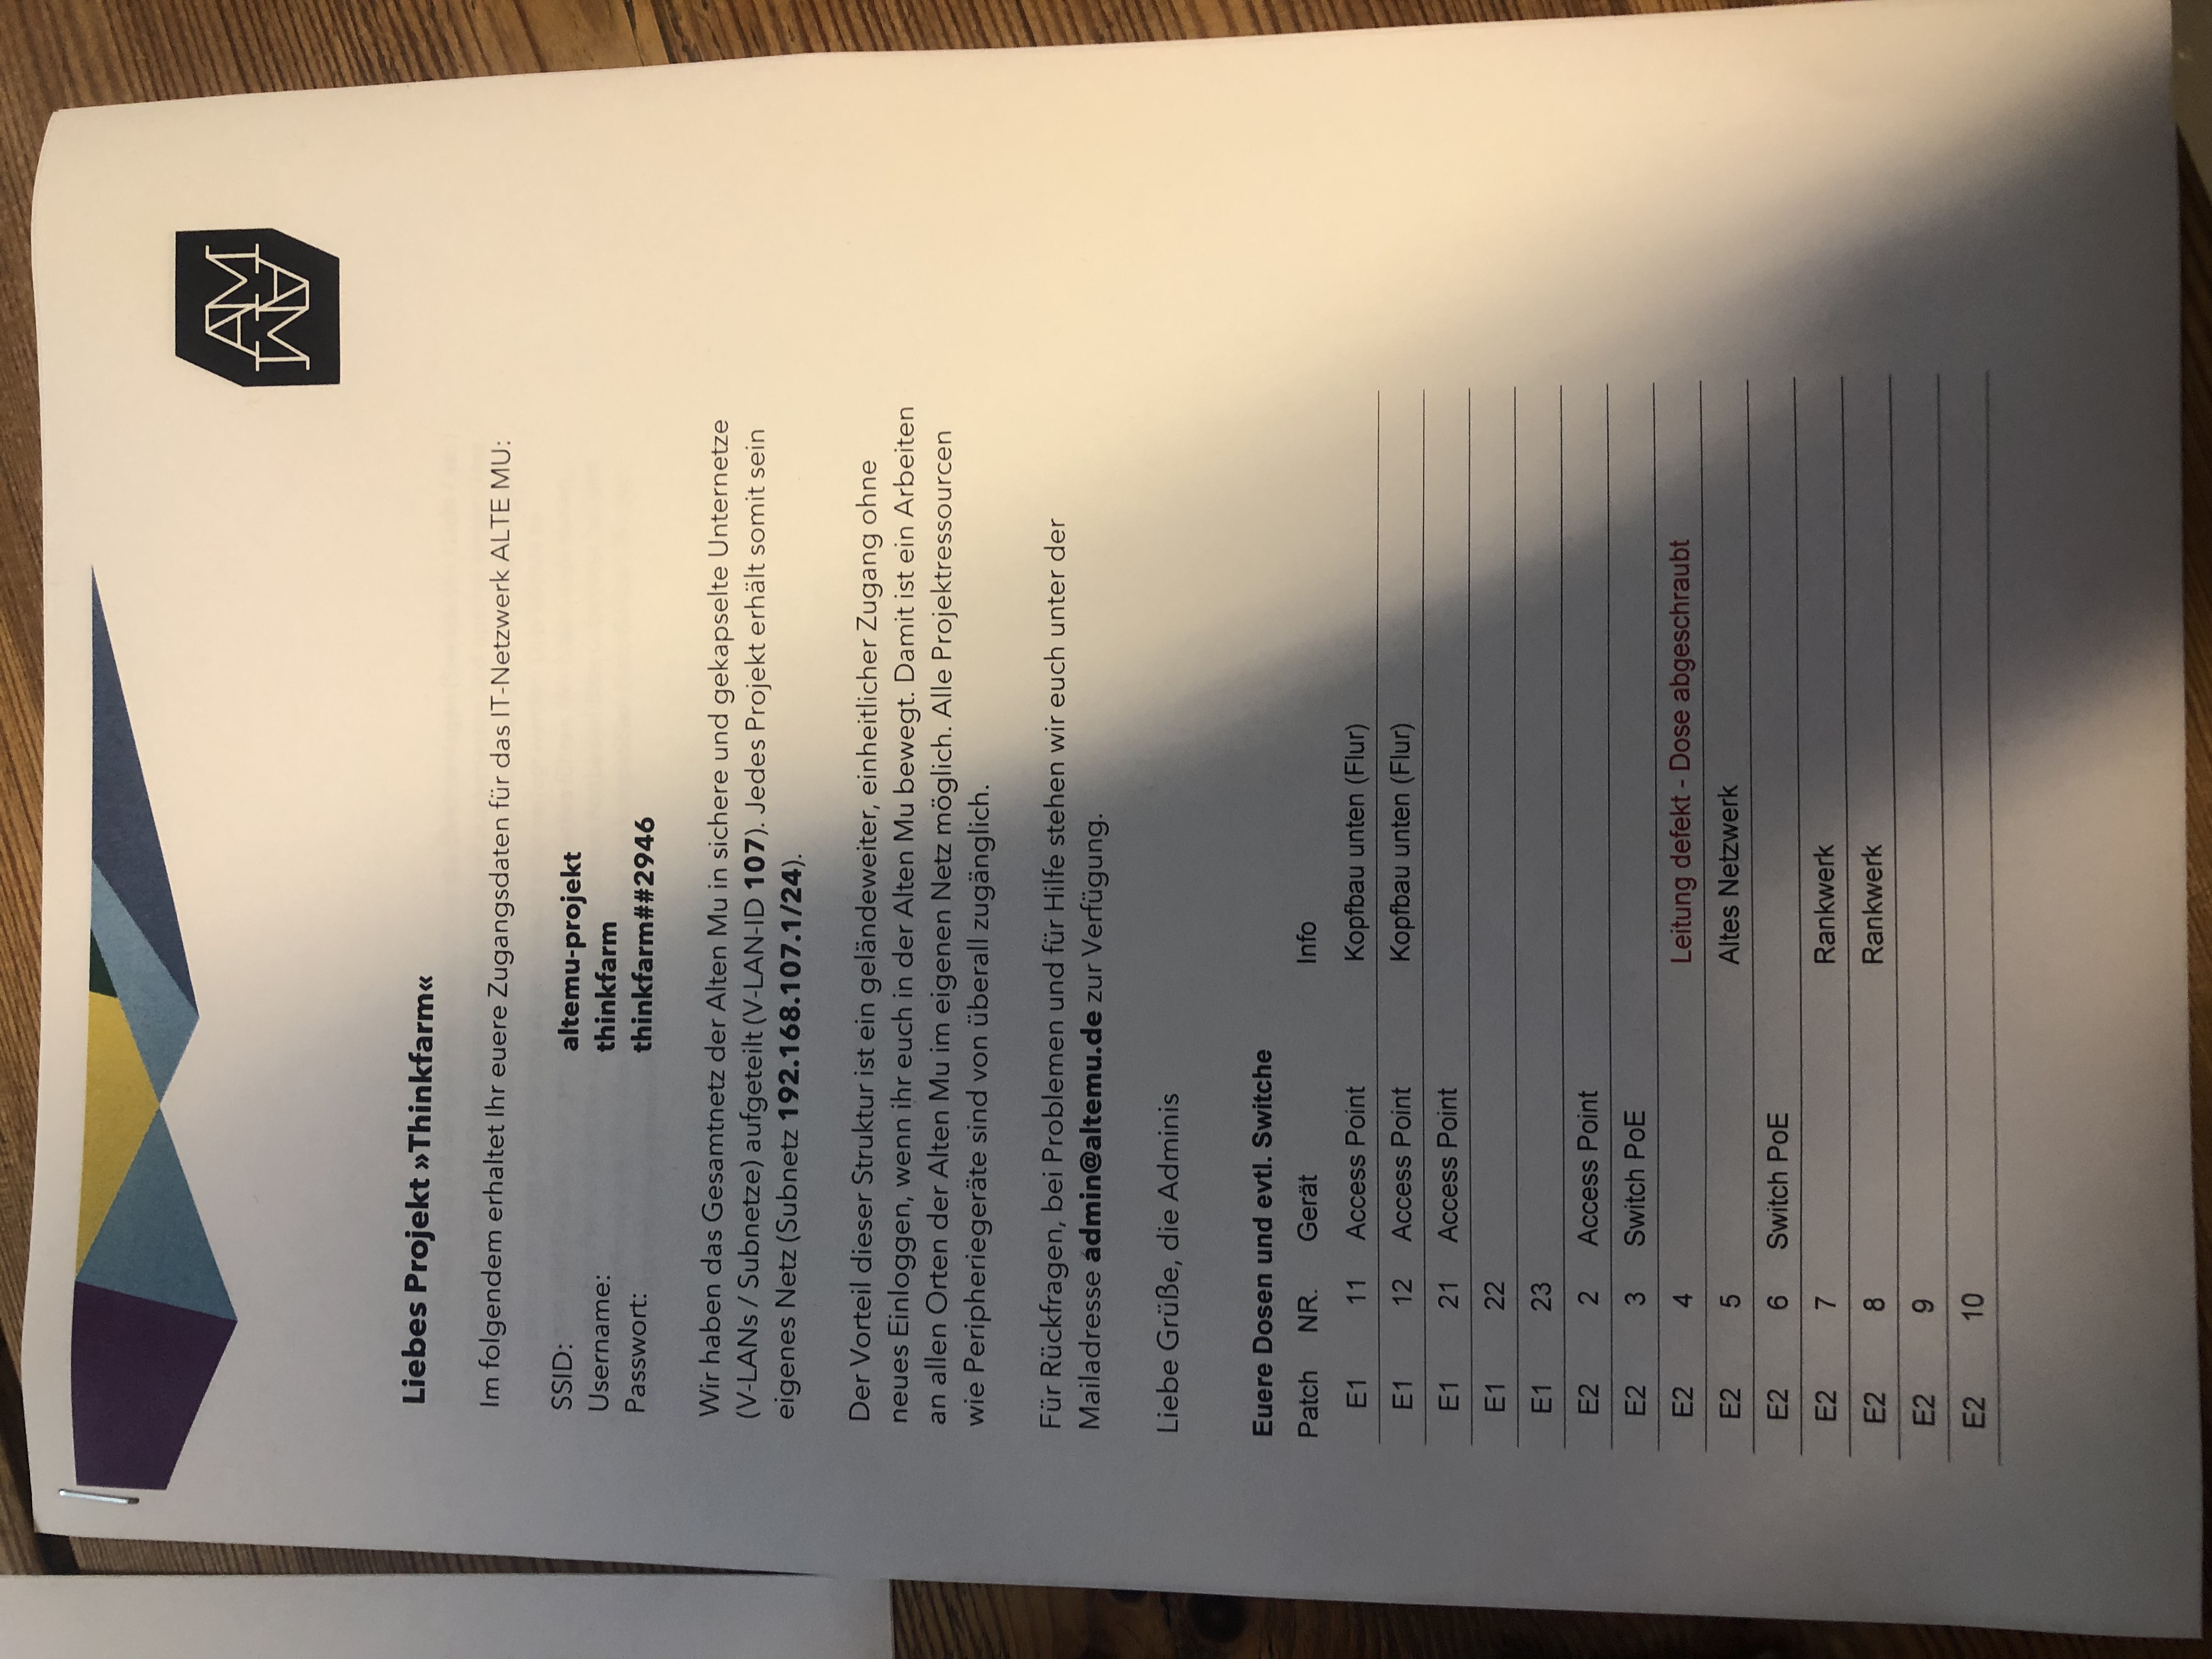 AM
AM
Liebes Projekt »Thinkfarm«
Im folgendem erhaltet Ihr euere Zugangsdaten für das IT-Netzwerk ALTE MU:
SSID: altemu-projekt
Username: thinkfarm
Passwort: thinkfarm##2946
Wir haben das Gesamtnetz der Alten Mu in sichere und gekapselte Unternetze
(V-LANs / Subnetze) aufgeteilt (V-LAN-ID 107). Jedes Projekt erhält somit sein
eigenes Netz (Subnetz 192.168.107.1/24).
Der Vorteil dieser Struktur ist ein geländeweiter, einheitlicher Zugang ohne
neues Einloggen, wenn ihr euch in der Alten Mu bewegt. Damit ist ein Arbeiten
an allen Orten der Alten Mu im eigenen Netz möglich. Alle Projektressourcen
wie Peripheriegeräte sind von überall zugänglich.
Für Rückfragen, bei Problemen und für Hilfe stehen wir euch unter der
Mailadresse admin@altemu.de zur Verfügung.
Liebe Grüße, die Adminis
Euere Dosen und evtl. Switche
Patch NR. Gerät Info
E1 11 Access Point Kopfbau unten (Flur)
E1 12 Access Point Kopfbau unten (Flur)
E1 21 Access Point
E1 22
E1 23
E2 2 Access Point
E2 3 Switch PoE
E2 4 Leitung defekt - Dose abgeschraubt
E2 5 Altes Netzwerk
E2 6 Switch PoE
E2 7 Rankwerk
E2 8 Rankwerk
E2 9
E2 10